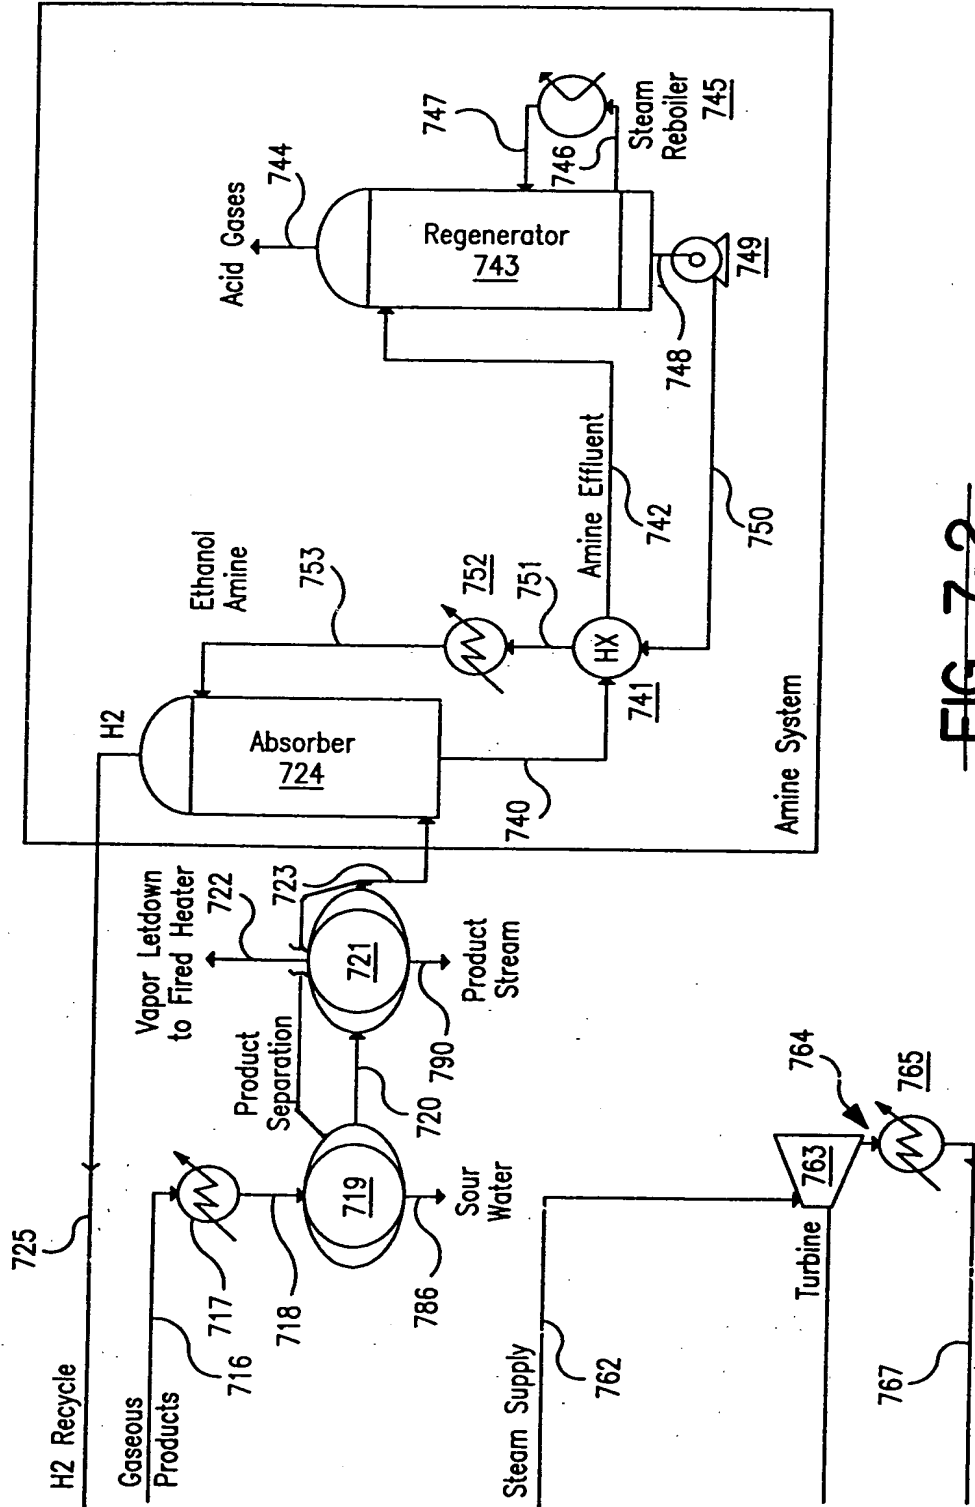 725
H2 Recycle
H2
Gaseous
Products
716
717
718
719
786
Sour
Water
Product
Separation
720
Vapor Letdown
to Fired Heater
722
723
721
790
Product
Stream
Absorber
724
740
Ethanol
Amine
753
752
751
HX
741
Amine Effluent
742
750
Acid Gases
744
Regenerator
743
747
746
Steam
Reboiler
745
748
749
Amine System
Steam Supply
762
Turbine
763
764
765
767
FIG 7 2